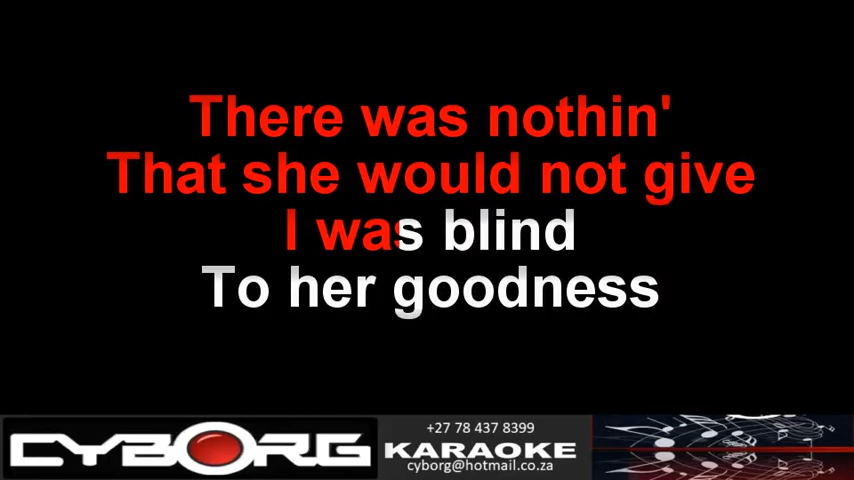 There was nothin'
That she would not give
I was blind
To her goodness
CYBORG
+27 78 437 8399
KARAOKE
cyborg@hotmail.co.za